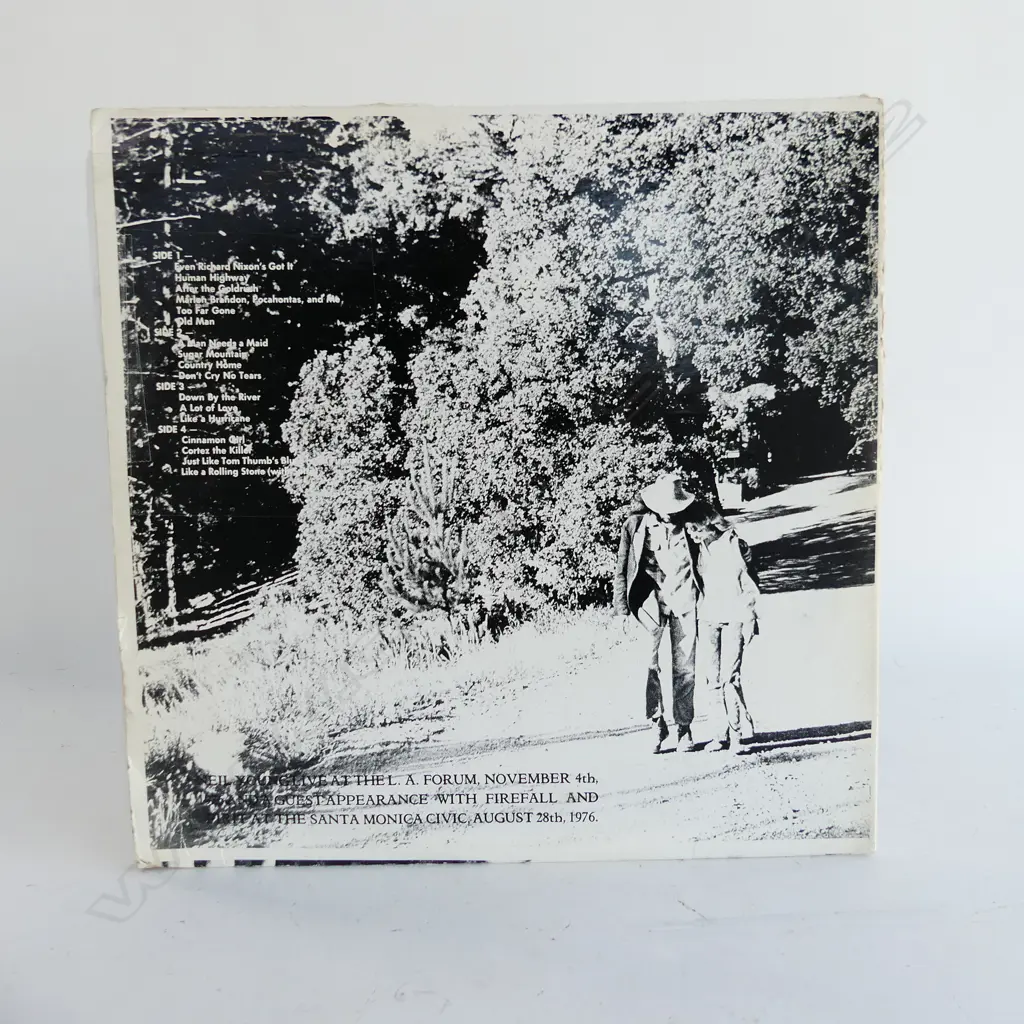 SIDE 1 —
Even Richard Nixon's Got It
Human Highway
After the Goldrush
Marlon Brandon, Pocahontas, and Me
Too Far Gone
Old Man
SIDE 2 —
A Man Needs a Maid
Sugar Mountain
Country Home
Don't Cry No Tears
SIDE 3 —
Down By the River
A Lot of Love
Like a Hurricane
SIDE 4 —
Cinnamon Girl
Cortez the Killer
Just Like Tom Thumb's
Like a Rolling Stone
NEIL YOUNG LIVE AT THE L. A. FORUM, NOVEMBER 4th,
GUEST APPEARANCE WITH FIREFALL AND
AT THE SANTA MONICA CIVIC, AUGUST 28th, 1976.